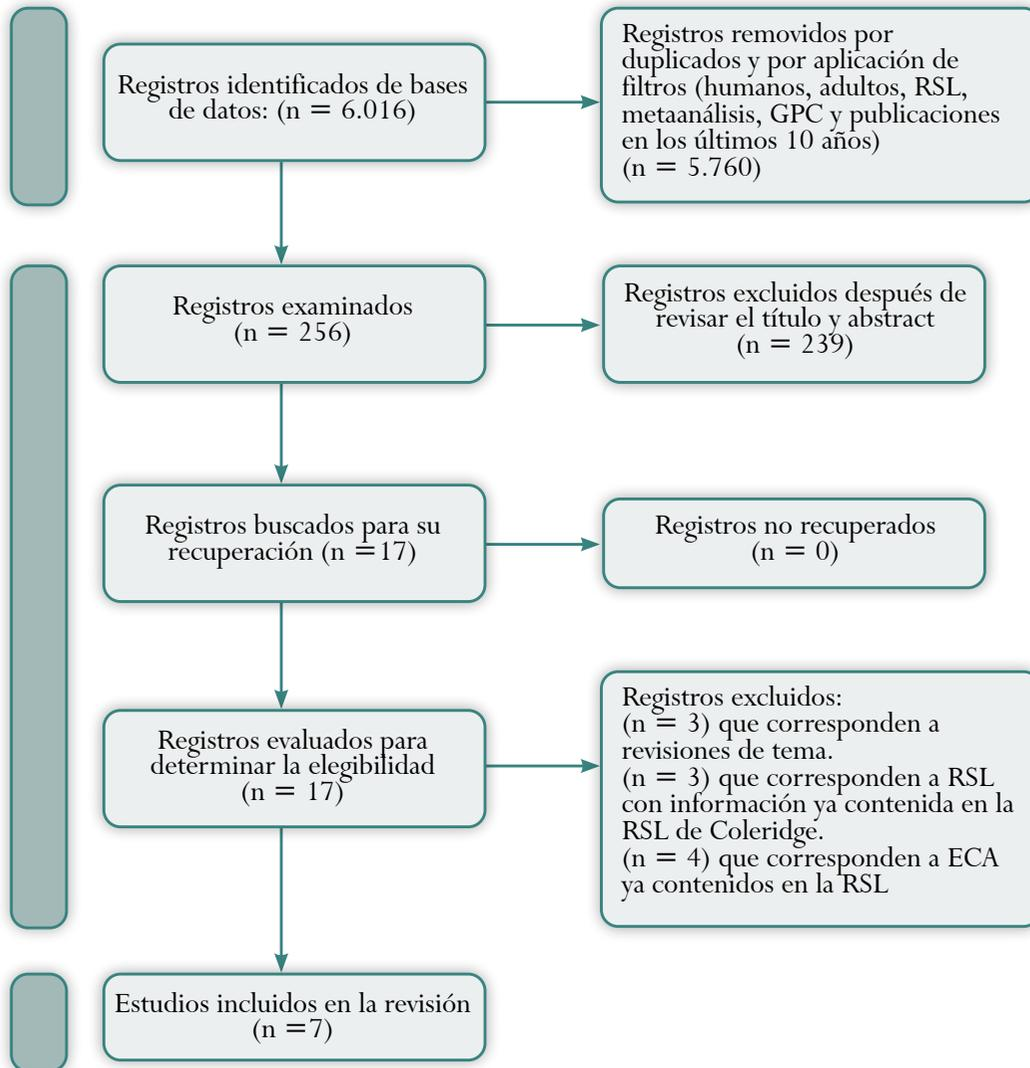 Registros identificados de bases
de datos: (n = 6.016)
Registros removidos por
duplicados y por aplicación de
filtros (humanos, adultos, RSL,
metaanálisis, GPC y publicaciones
en los últimos 10 años)
(n = 5.760)
Registros examinados
(n = 256)
Registros excluidos después de
revisar el título y abstract
(n = 239)
Registros buscados para su
recuperación (n =17)
Registros no recuperados
(n = 0)
Registros evaluados para
determinar la elegibilidad
(n = 17)
Registros excluidos:
(n = 3) que corresponden a
revisiones de tema.
(n = 3) que corresponden a RSL
con información ya contenida en la
RSL de Coleridge.
(n = 4) que corresponden a ECA
ya contenidos en la RSL
Estudios incluidos en la revisión
(n =7)